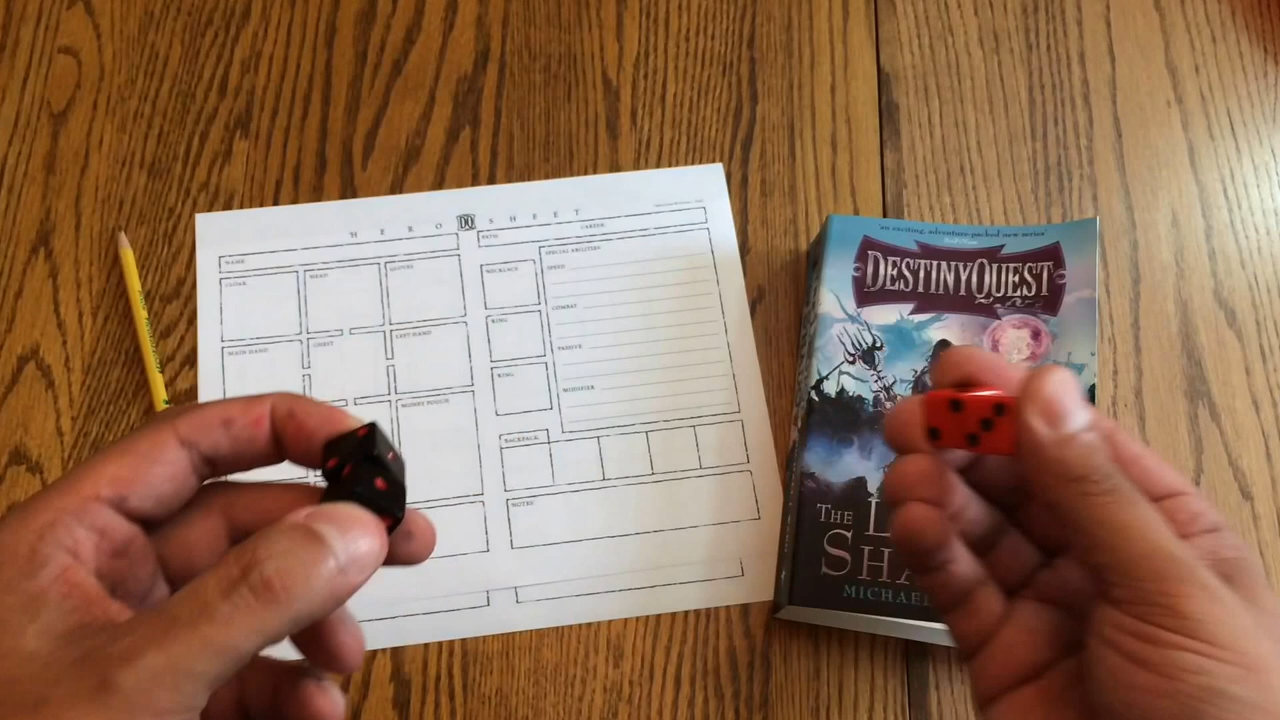 HERO DQ SHEET
NAME
PATH:
CAREER:
CLOAK
HEAD
GLOVES
NECKLACE
SPECIAL ABILITIES:
SPEED
MAIN HAND
CHEST
LEFT HAND
RING
COMBAT
PASSIVE
RING
MODIFIER
MONEY POUCH
BACKPACK
NOTES
'an exciting, adventure-packed new series'
DESTINYQUEST
THE
MICHAEL